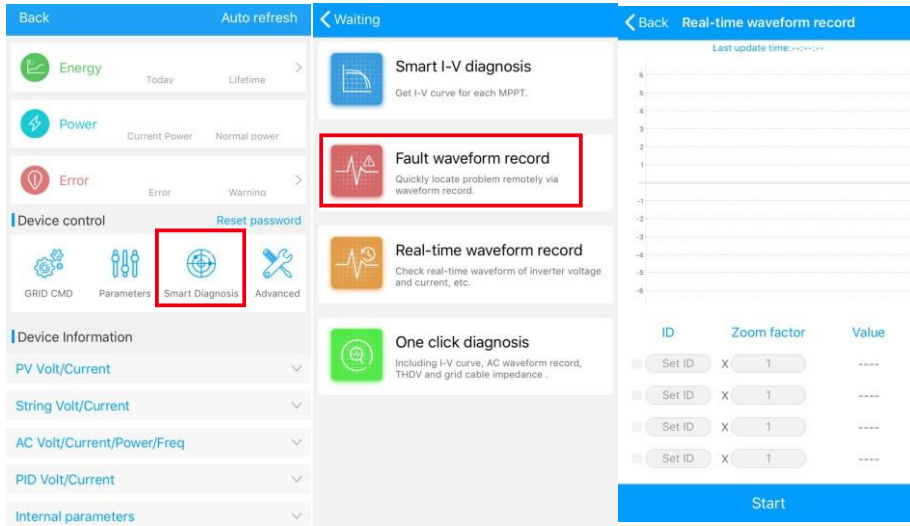 Back Auto refresh
Energy
Today Lifetime
Power
Current Power Normal power
Error
Error Warning
Device control Reset password
GRID CMD Parameters Smart Diagnosis Advanced
Device Information
PV Volt/Current
String Volt/Current
AC Volt/Current/Power/Freq
PID Volt/Current
Internal parameters
Waiting
Smart I-V diagnosis
Get I-V curve for each MPPT.
Fault waveform record
Quickly locate problem remotely via
waveform record.
Real-time waveform record
Check real-time waveform of inverter voltage
and current, etc.
One click diagnosis
Including I-V curve, AC waveform record,
THDV and grid cable impedance .
Back Real-time waveform record
Last update time:--:--:--
6
5
4
3
2
1
-1
-2
-3
-4
-5
-6
ID Zoom factor Value
Set ID X 1 ----
Set ID X 1 ----
Set ID X 1 ----
Set ID X 1 ----
Start